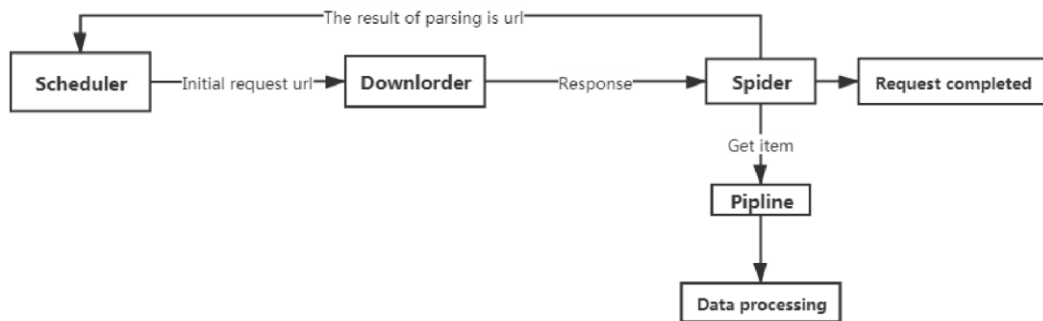 The result of parsing is url
Scheduler
Initial request url
Downlorder
Response
Spider
Request completed
Get item
Pipline
Data processing